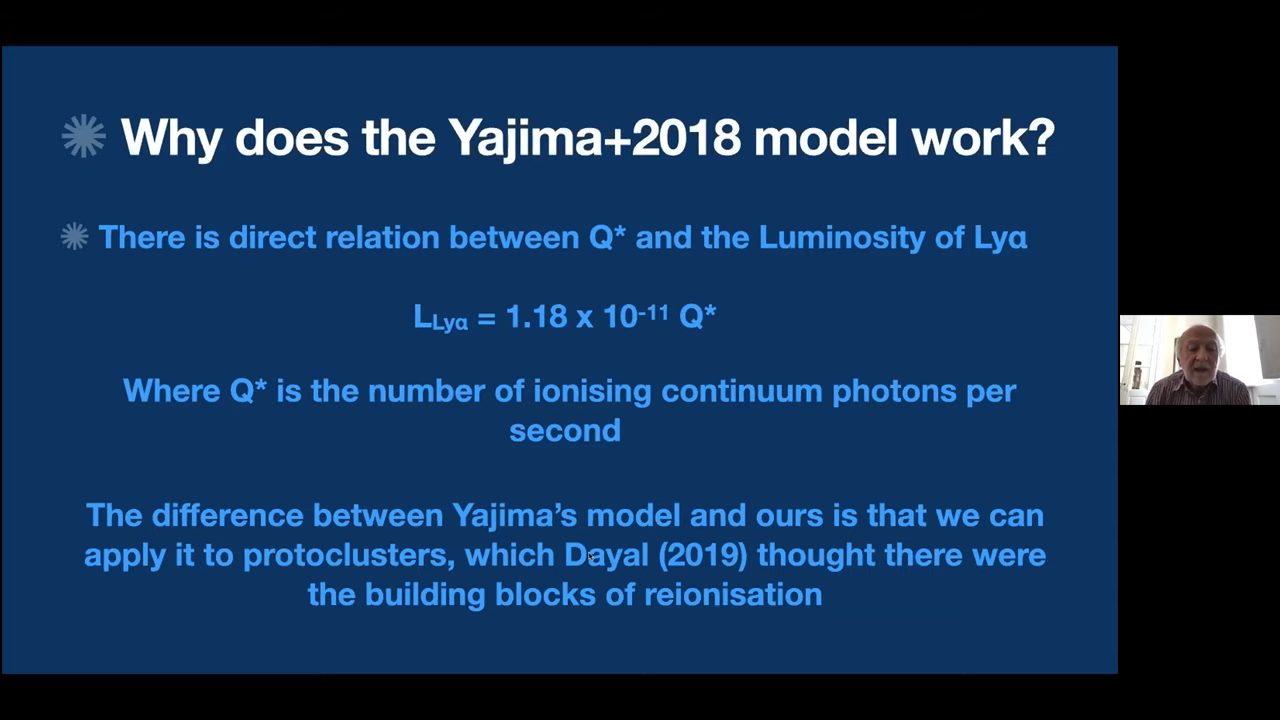 Why does the Yajima+2018 model work?
There is direct relation between Q* and the Luminosity of Lyα
L_Lyα = 1.18 x 10^-11 Q*
Where Q* is the number of ionising continuum photons per
second
The difference between Yajima’s model and ours is that we can
apply it to protoclusters, which Dayal (2019) thought there were
the building blocks of reionisation